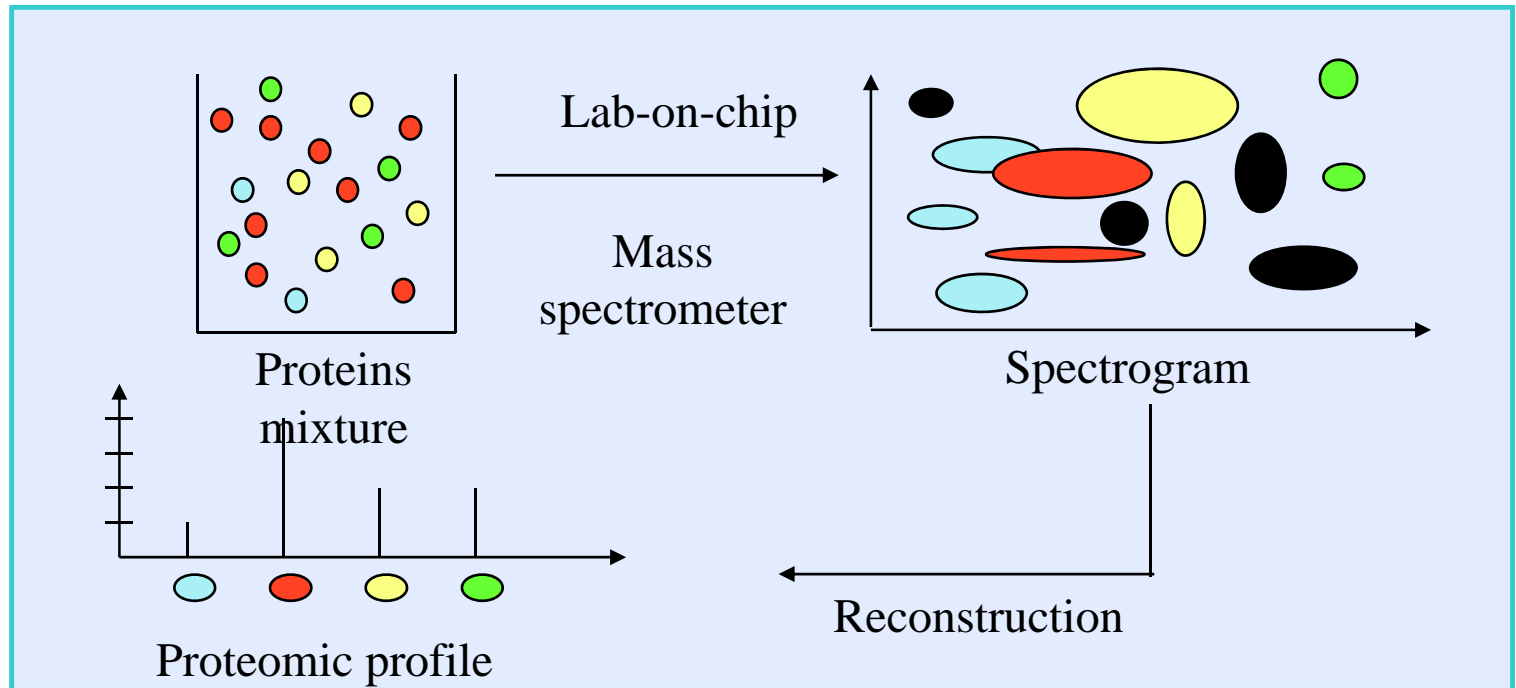 Lab-on-chip
Mass
spectrometer
Proteins
mixture
Spectrogram
Reconstruction
Proteomic profile